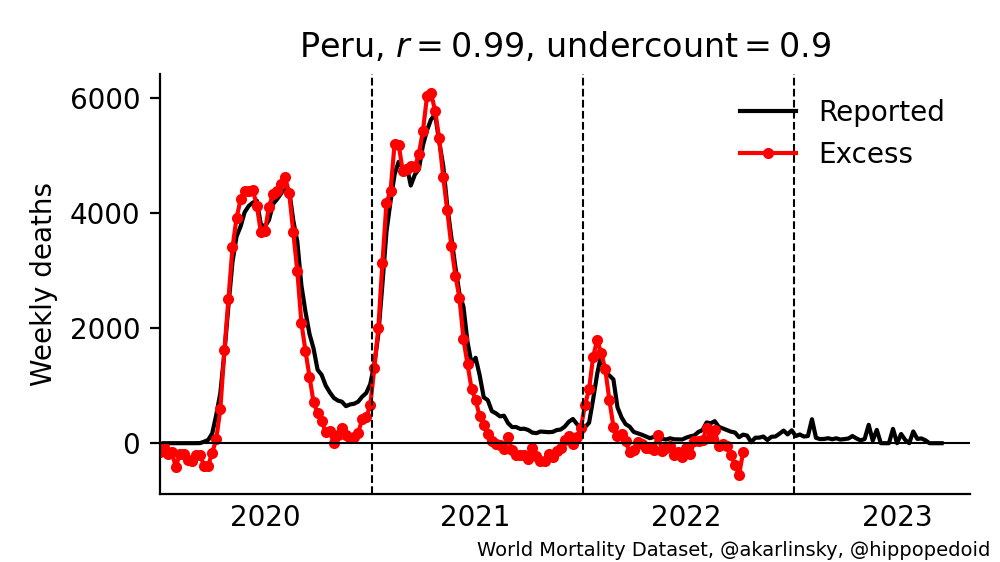 Peru, r = 0.99, undercount = 0.9
6000
4000
2000
0
Weekly deaths
Reported
Excess
2020 2021 2022 2023
World Mortality Dataset, @akarlinsky, @hippopedoid